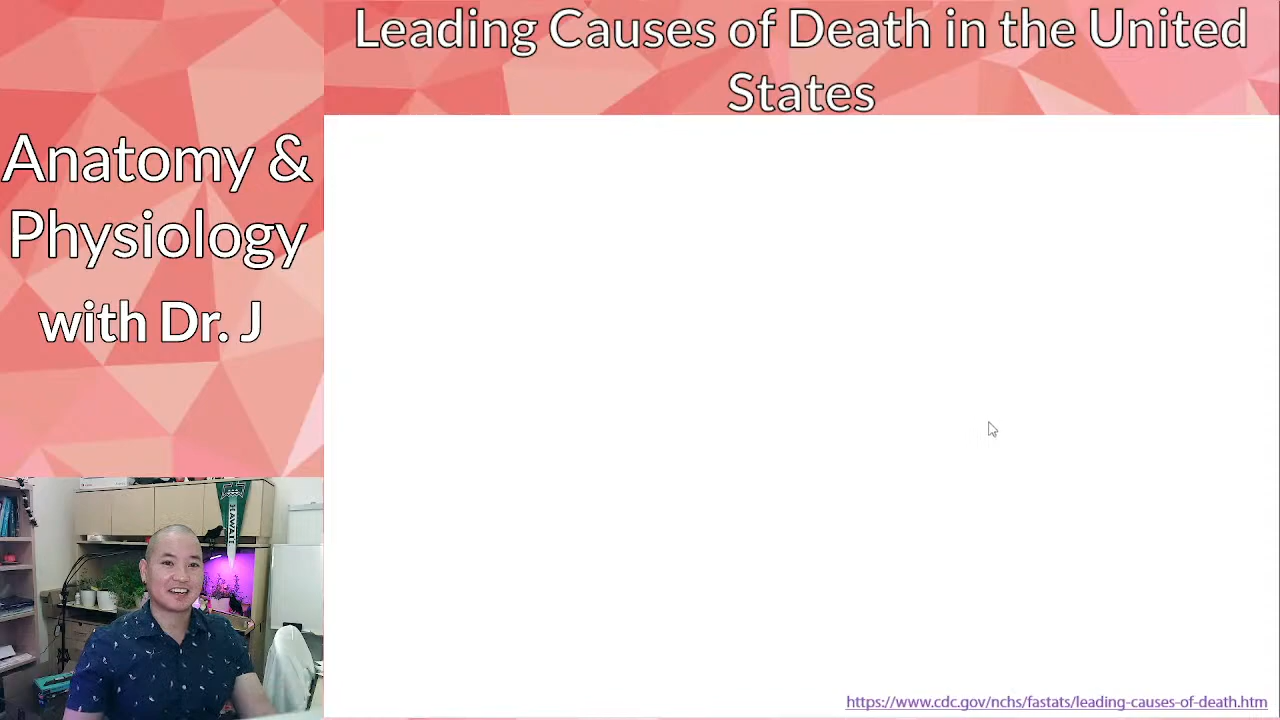 Leading Causes of Death in the United
States
Anatomy &
Physiology
with Dr. J
HAWAI'I
https://www.cdc.gov/nchs/fastats/leading-causes-of-death.htm